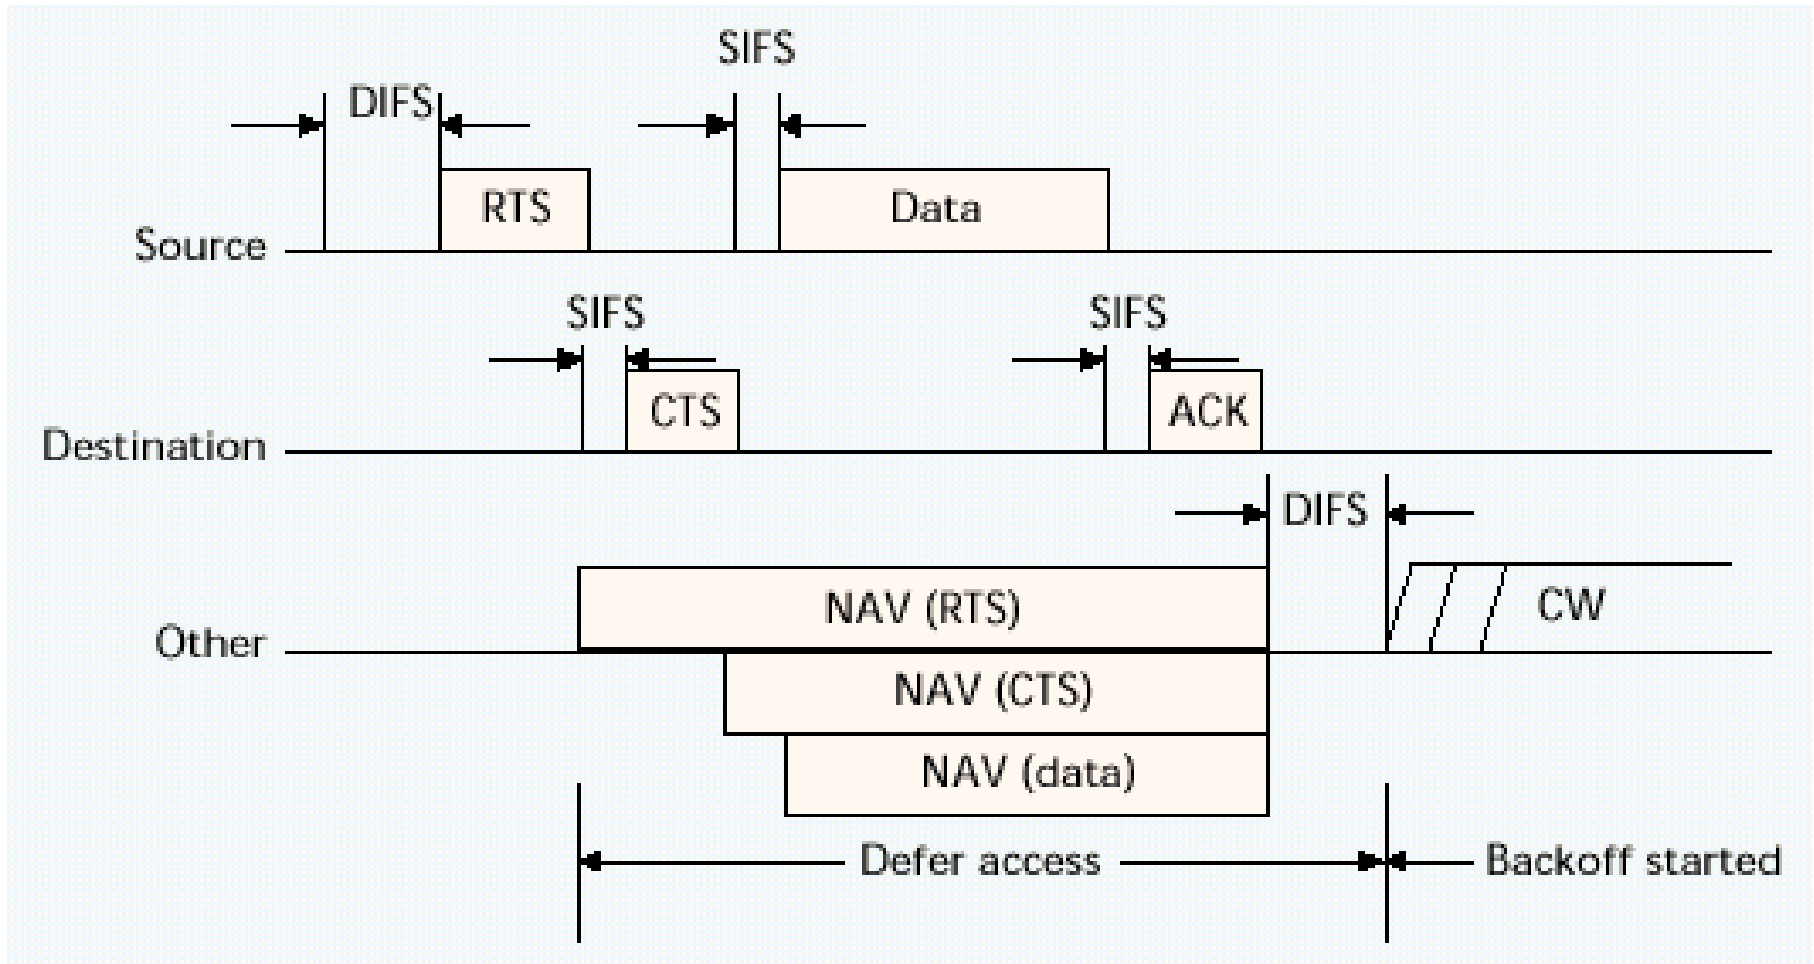 SIFS
DIFS
RTS
Data
Source
SIFS
SIFS
CTS
ACK
Destination
DIFS
NAV (RTS)
CW
Other
NAV (CTS)
NAV (data)
Defer access
Backoff started